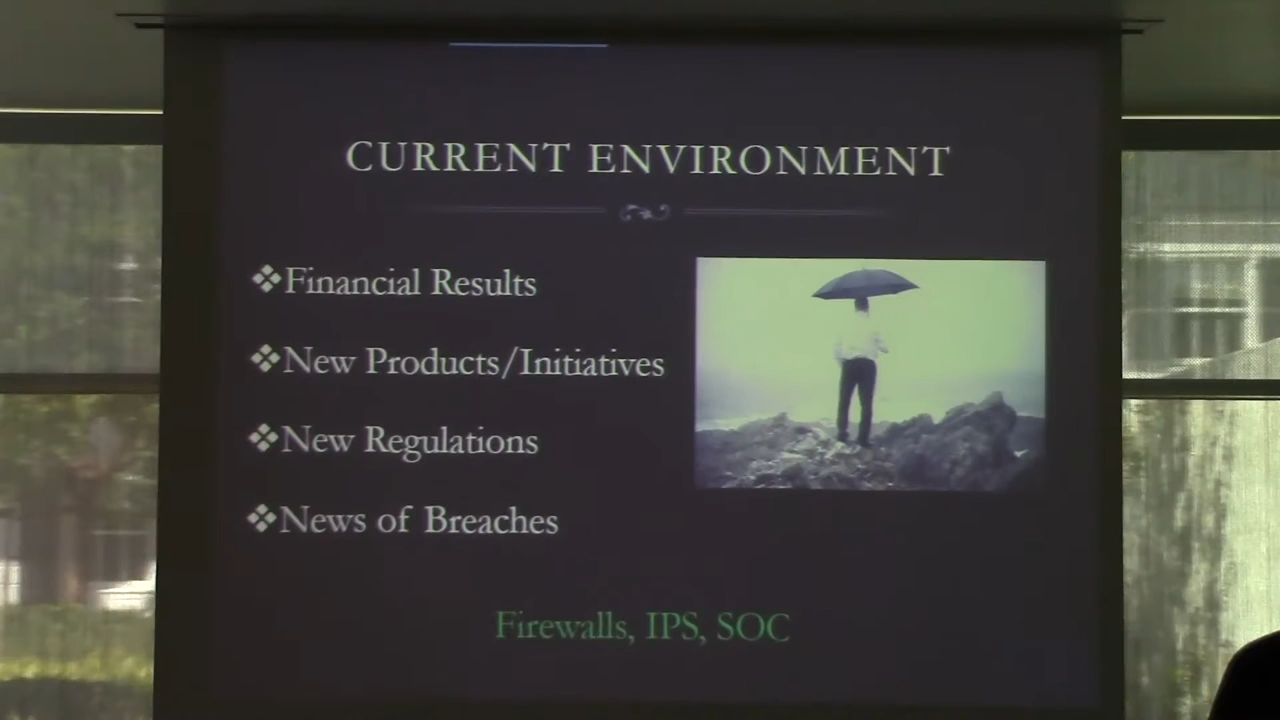 CURRENT ENVIRONMENT
❖Financial Results
❖New Products/Initiatives
❖New Regulations
❖News of Breaches
Firewalls, IPS, SOC